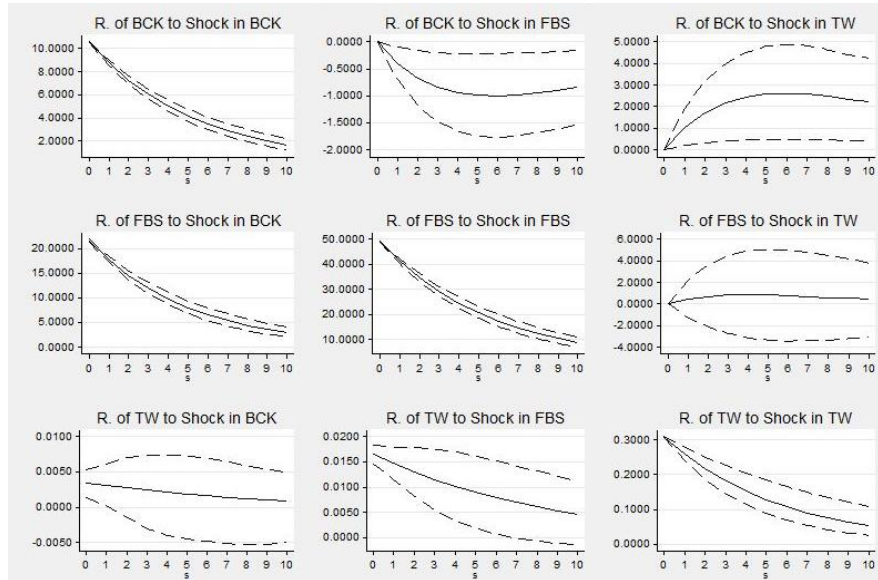 R. of BCK to Shock in BCK
10.0000
8.0000
6.0000
4.0000
2.0000
0 1 2 3 4 5 6 7 8 9 10
s
R. of BCK to Shock in FBS
0.0000
-0.5000
-1.0000
-1.5000
-2.0000
0 1 2 3 4 5 6 7 8 9 10
s
R. of BCK to Shock in TW
5.0000
4.0000
3.0000
2.0000
1.0000
0.0000
0 1 2 3 4 5 6 7 8 9 10
s
R. of FBS to Shock in BCK
20.0000
15.0000
10.0000
5.0000
0.0000
0 1 2 3 4 5 6 7 8 9 10
s
R. of FBS to Shock in FBS
50.0000
40.0000
30.0000
20.0000
10.0000
0 1 2 3 4 5 6 7 8 9 10
s
R. of FBS to Shock in TW
6.0000
4.0000
2.0000
0.0000
-2.0000
-4.0000
0 1 2 3 4 5 6 7 8 9 10
s
R. of TW to Shock in BCK
0.0100
0.0050
0.0000
-0.0050
0 1 2 3 4 5 6 7 8 9 10
s
R. of TW to Shock in FBS
0.0200
0.0150
0.0100
0.0050
0.0000
0 1 2 3 4 5 6 7 8 9 10
s
R. of TW to Shock in TW
0.3000
0.2000
0.1000
0.0000
0 1 2 3 4 5 6 7 8 9 10
s